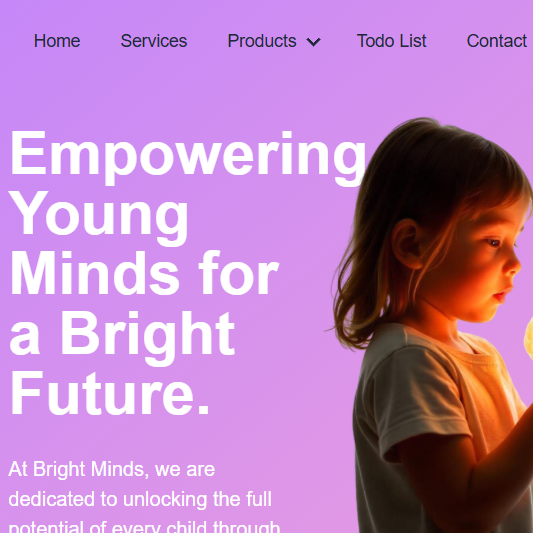 Home Services Products Todo List Contact
Empowering
Young
Minds for
a Bright
Future.
At Bright Minds, we are
dedicated to unlocking the full
potential of every child through